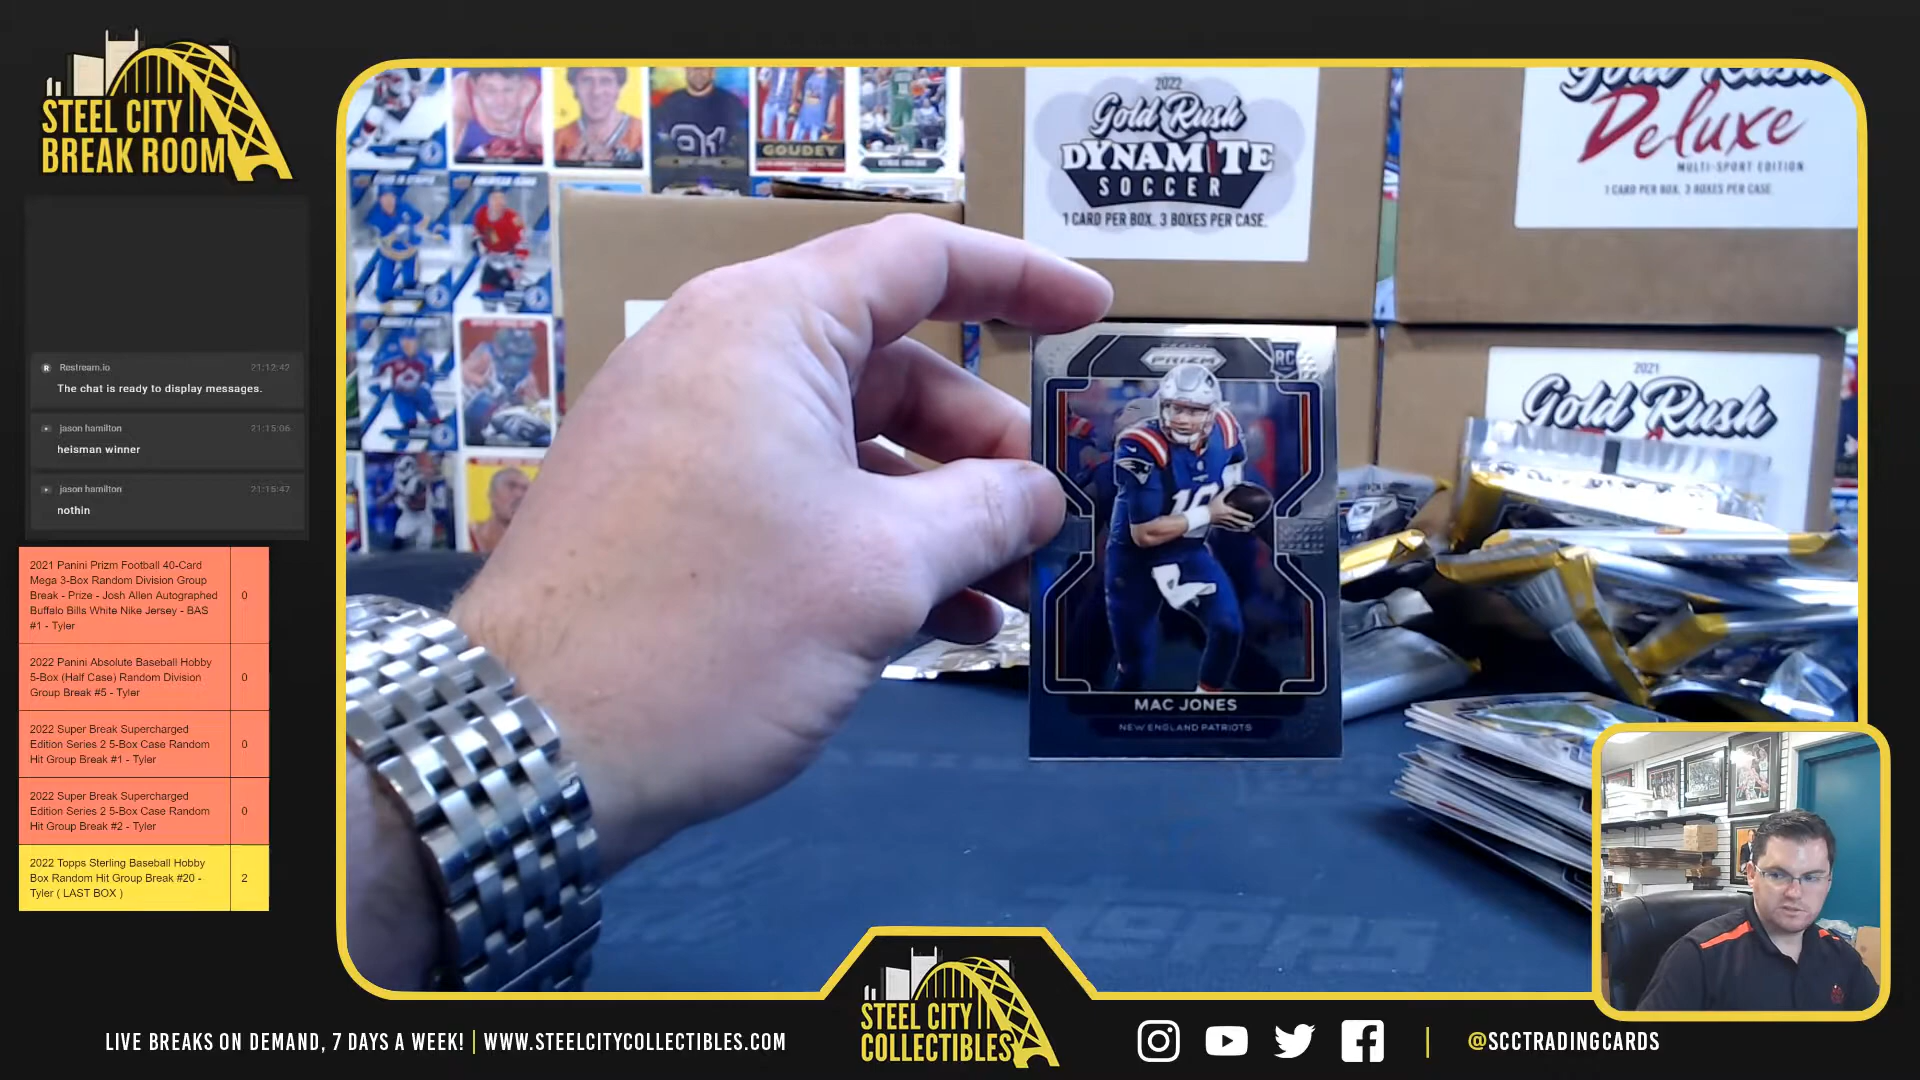 STEEL CITY
BREAK ROOM
Restream.io 21:12:42
The chat is ready to display messages.
jason hamilton 21:15:06
heisman winner
jason hamilton 21:15:47
nothin
2021 Panini Prizm Football 40-Card
Mega 3-Box Random Division Group
Break - Prize - Josh Allen Autographed
Buffalo Bills White Nike Jersey - BAS
#1 - Tyler
0
2022 Panini Absolute Baseball Hobby
5-Box (Half Case) Random Division
Group Break #5 - Tyler
0
2022 Super Break Supercharged
Edition Series 2 5-Box Case Random
Hit Group Break #1 - Tyler
0
2022 Super Break Supercharged
Edition Series 2 5-Box Case Random
Hit Group Break #2 - Tyler
0
2022 Topps Sterling Baseball Hobby
Box Random Hit Group Break #20 -
Tyler ( LAST BOX )
2
GOUDEY
91
2022
Gold Rush
DYNAMITE
SOCCER
1 CARD PER BOX. 3 BOXES PER CASE.
Gold Rush
Deluxe
MULTI-SPORT EDITION
1 CARD PER BOX. 3 BOXES PER CASE
2021
Gold Rush
PANINI
PRIZM
RC
10
MAC JONES
NEW ENGLAND PATRIOTS
TOPPS
LIVE BREAKS ON DEMAND, 7 DAYS A WEEK! | WWW.STEELCITYCOLLECTIBLES.COM
STEEL CITY
COLLECTIBLES
| @SCCTRADINGCARDS